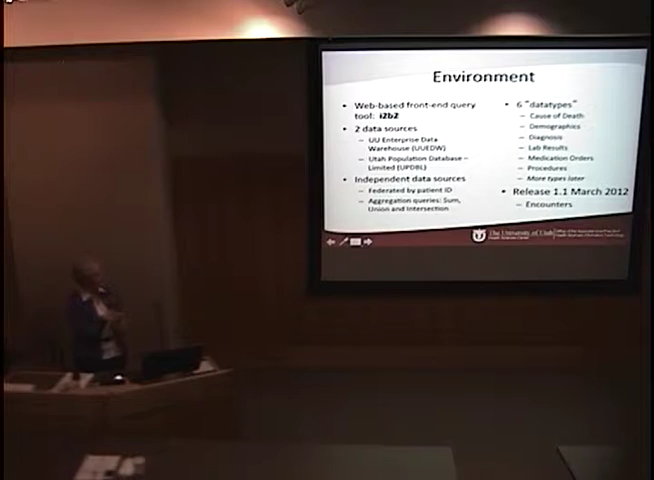 Environment
• Web-based front-end query
tool: i2b2
• 2 data sources
– UU Enterprise Data
Warehouse (UUEDW)
– Utah Population Database –
Limited (UPDBL)
• Independent data sources
– Federated by patient ID
– Aggregation queries: Sum,
Union and Intersection
• 6 "datatypes"
– Cause of Death
– Demographics
– Diagnosis
– Lab Results
– Medication Orders
– Procedures
– More types later
• Release 1.1 March 2012
– Encounters
The University of Utah